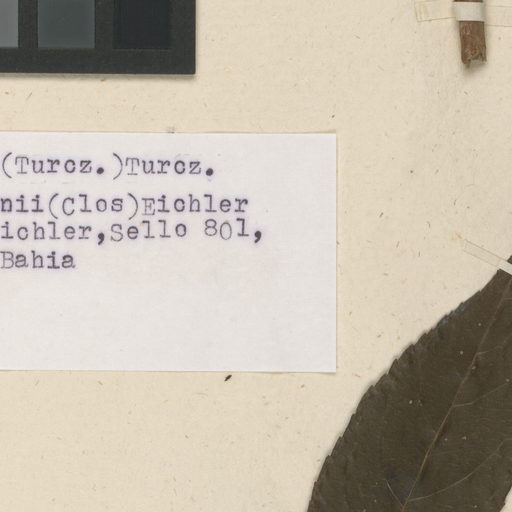 (Turcz.)Turcz.
nii(Clos)Eichler
ichler,Sello 801,
Bahia